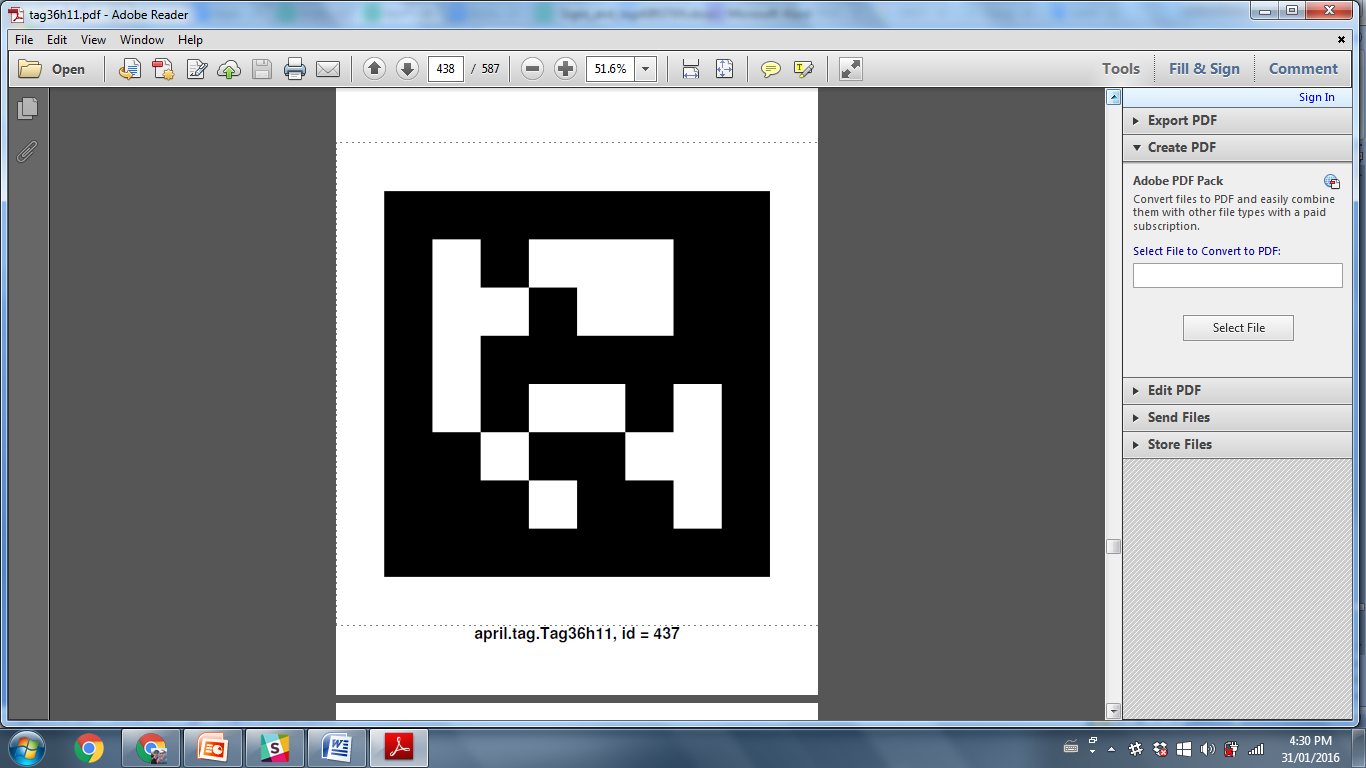 tag36h11.pdf - Adobe Reader
File Edit View Window Help
Open 438 / 587 51.6% Tools Fill & Sign Comment
Sign In
Export PDF
Create PDF
Adobe PDF Pack
Convert files to PDF and easily combine
them with other file types with a paid
subscription.
Select File to Convert to PDF:
Select File
Edit PDF
Send Files
Store Files
april.tag.Tag36h11, id = 437
4:30 PM
31/01/2016